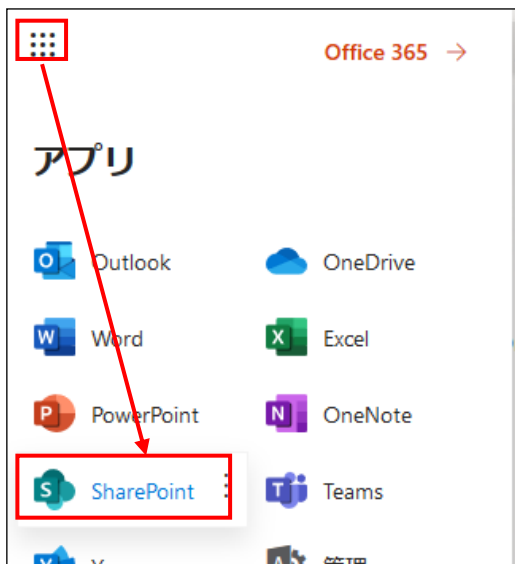 Office 365 →
アプリ
Outlook
OneDrive
Word
Excel
PowerPoint
OneNote
SharePoint
Teams